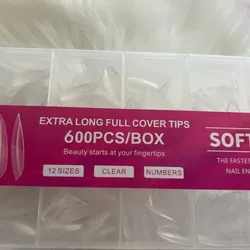 EXTRA LONG FULL COVER TIPS
600PCS/BOX
Beauty starts at your fingertips
12 SIZES CLEAR NUMBERS
SOFT
THE FASTES
NAIL EN